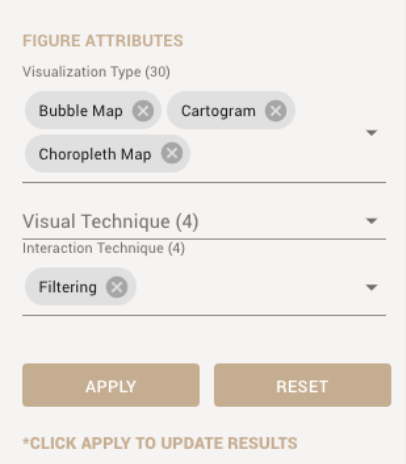 FIGURE ATTRIBUTES
Visualization Type (30)
Bubble Map Cartogram
Choropleth Map
Visual Technique (4)
Interaction Technique (4)
Filtering
APPLY RESET
*CLICK APPLY TO UPDATE RESULTS